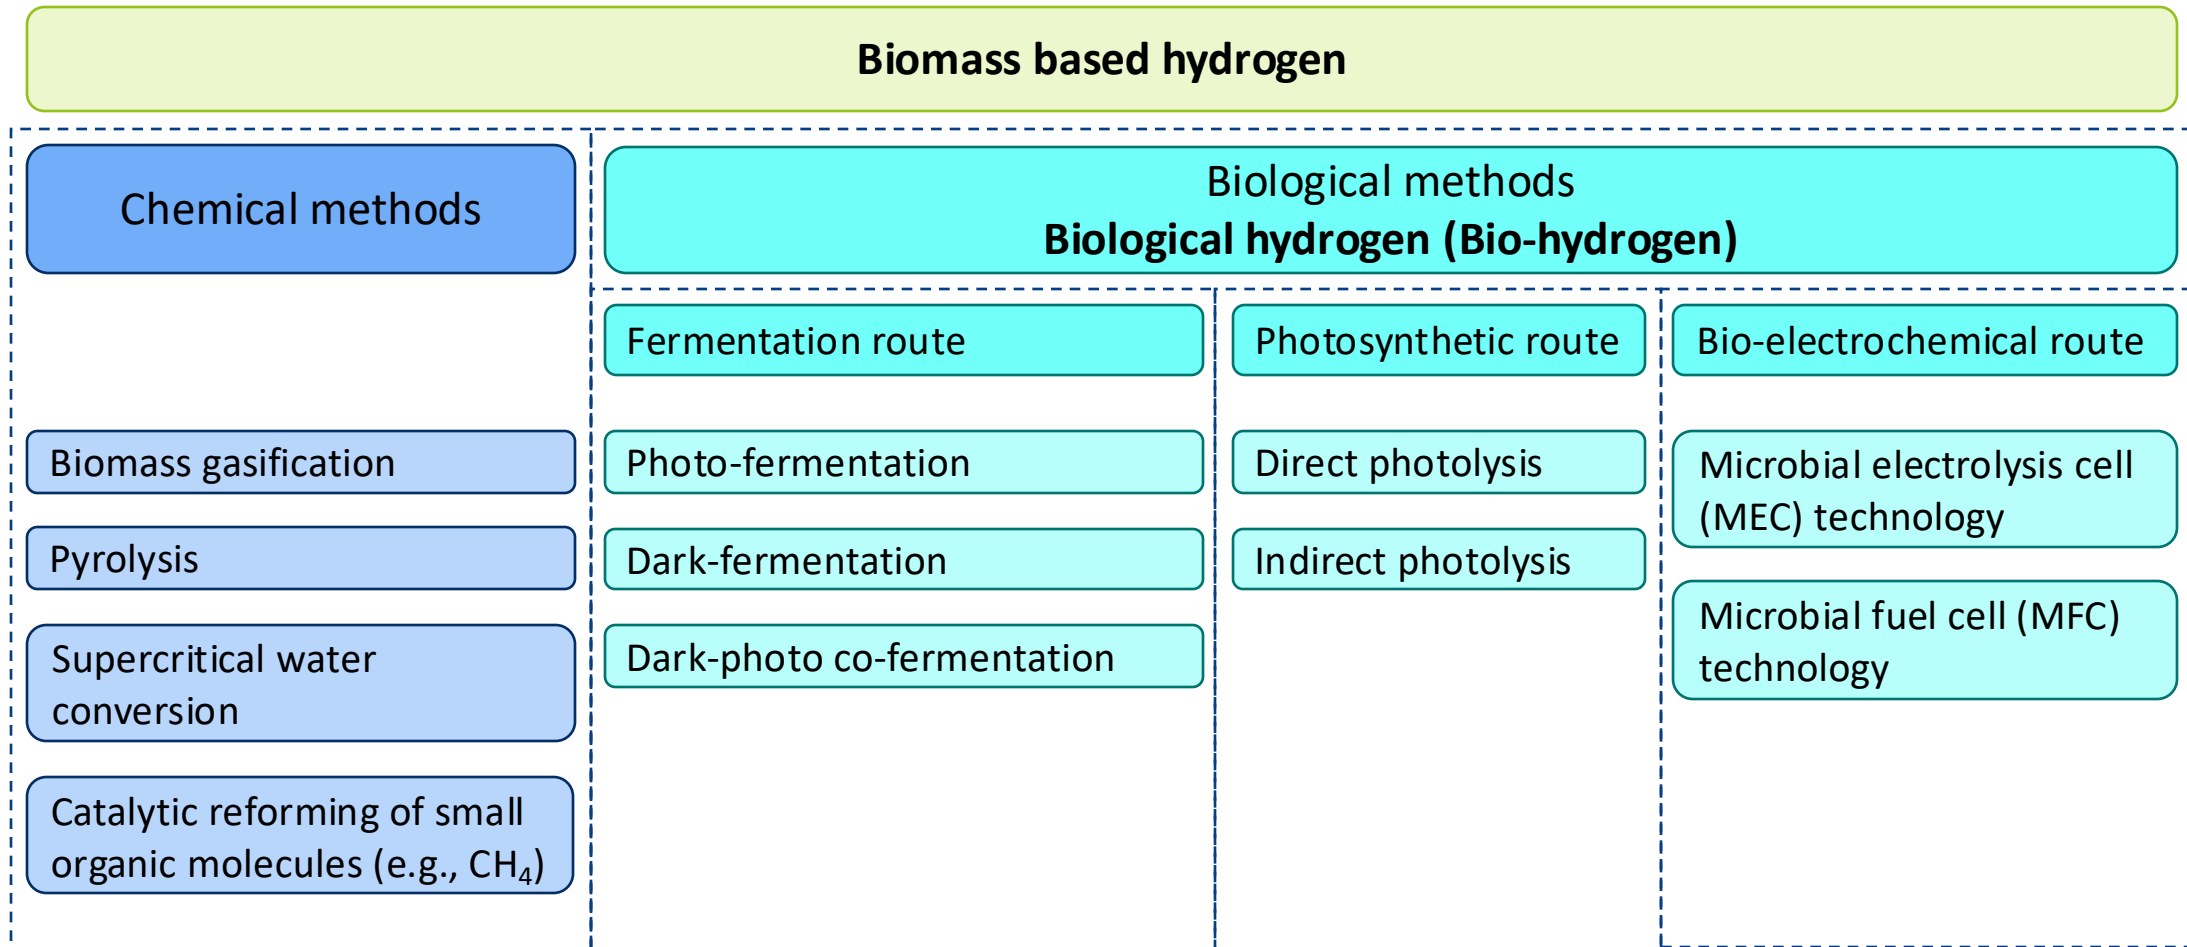 Biomass based hydrogen
Chemical methods
Biological methods
Biological hydrogen (Bio-hydrogen)
Fermentation route
Photosynthetic route
Bio-electrochemical route
Biomass gasification
Pyrolysis
Supercritical water
conversion
Catalytic reforming of small
organic molecules (e.g., CH₄)
Photo-fermentation
Dark-fermentation
Dark-photo co-fermentation
Direct photolysis
Indirect photolysis
Microbial electrolysis cell
(MEC) technology
Microbial fuel cell (MFC)
technology